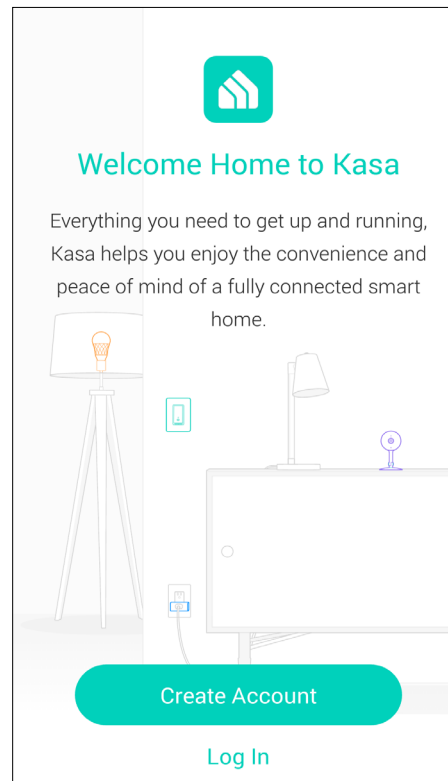 Welcome Home to Kasa
Everything you need to get up and running,
Kasa helps you enjoy the convenience and
peace of mind of a fully connected smart
home.
Create Account
Log In